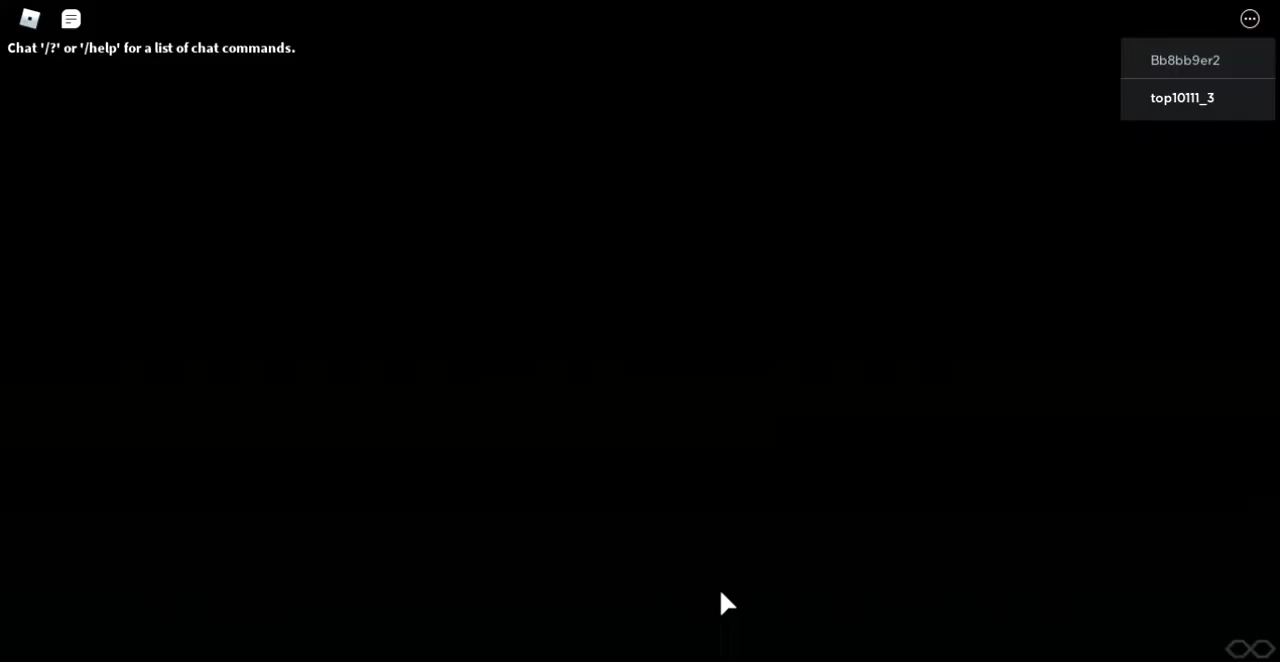 Chat '/?' or '/help' for a list of chat commands.
Bb8bb9er2
top10111_3